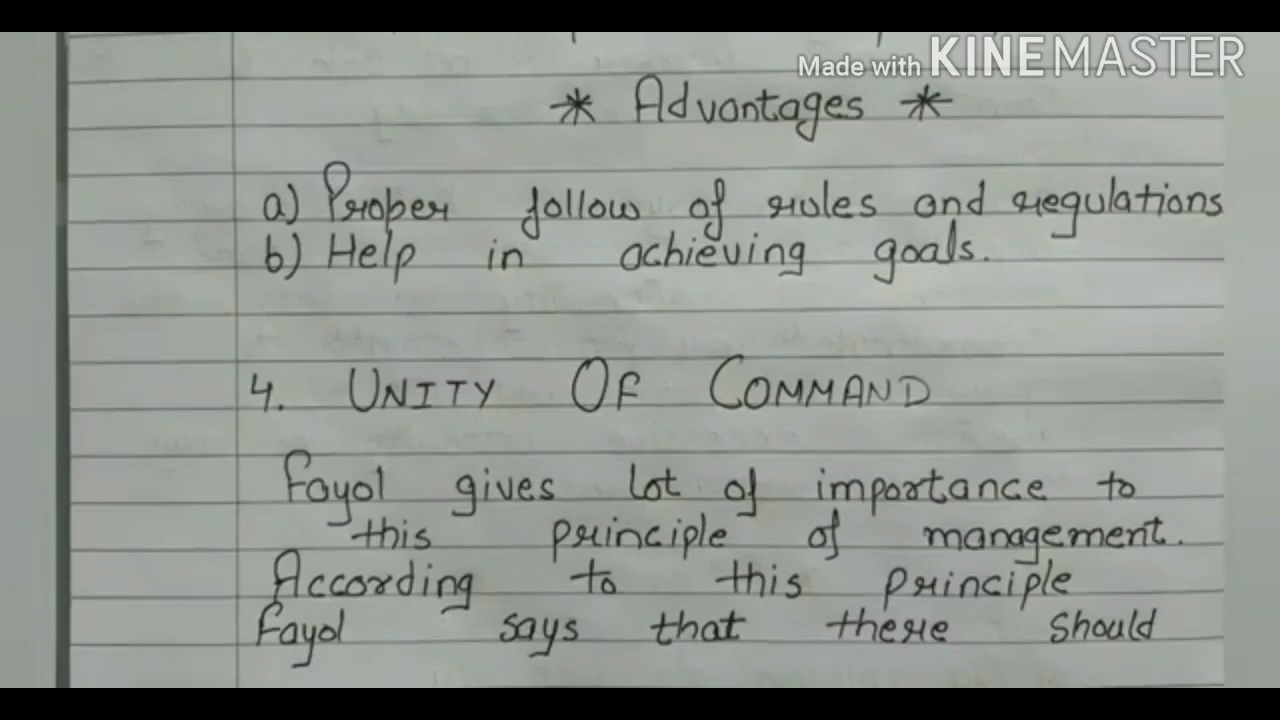 Made with KINEMASTER
* Advantages *
a) Proper follow of rules and regulations
b) Help in achieving goals.
4. UNITY OF COMMAND
Fayol gives lot of importance to
this principle of management.
According to this principle
Fayol says that there should